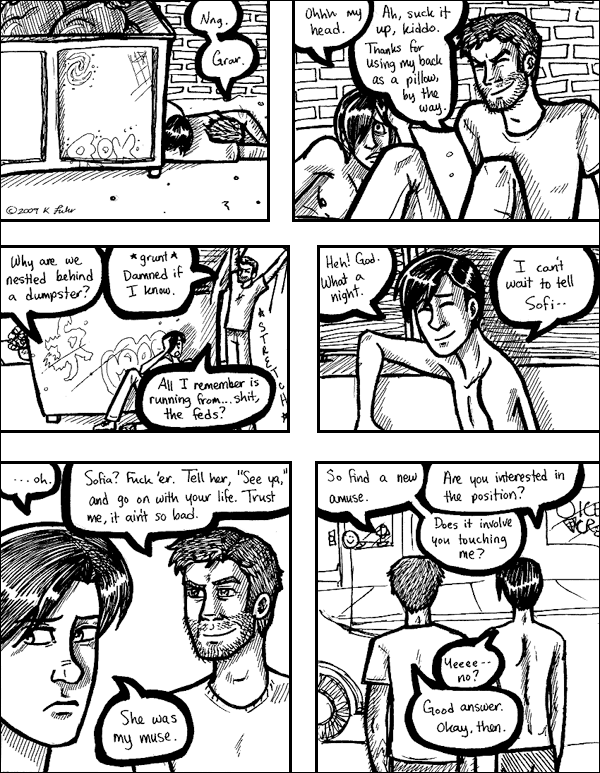 Nng.
Grar.
BOM.
©2009 K
Ohhh my
head.
Ah, suck it
up, kiddo.
Thanks for
using my back
as a pillow,
by the
way.
Why are we
nestled behind
a dumpster?
*grunt*
Damned if
I know.
*STRETCH*
All I remember is
running from...shit,
the feds?
Heh! God.
What a
night.
I can't
wait to tell
Sofi--
...oh.
Sofia? Fuck 'er. Tell her, "See ya,"
and go on with your life. Trust
me, it ain't so bad.
She was
my muse.
So find a new
amuse.
Are you interested in
the position?
Does it involve
you touching
me?
Yeeee--
no?
Good answer.
Okay, then.